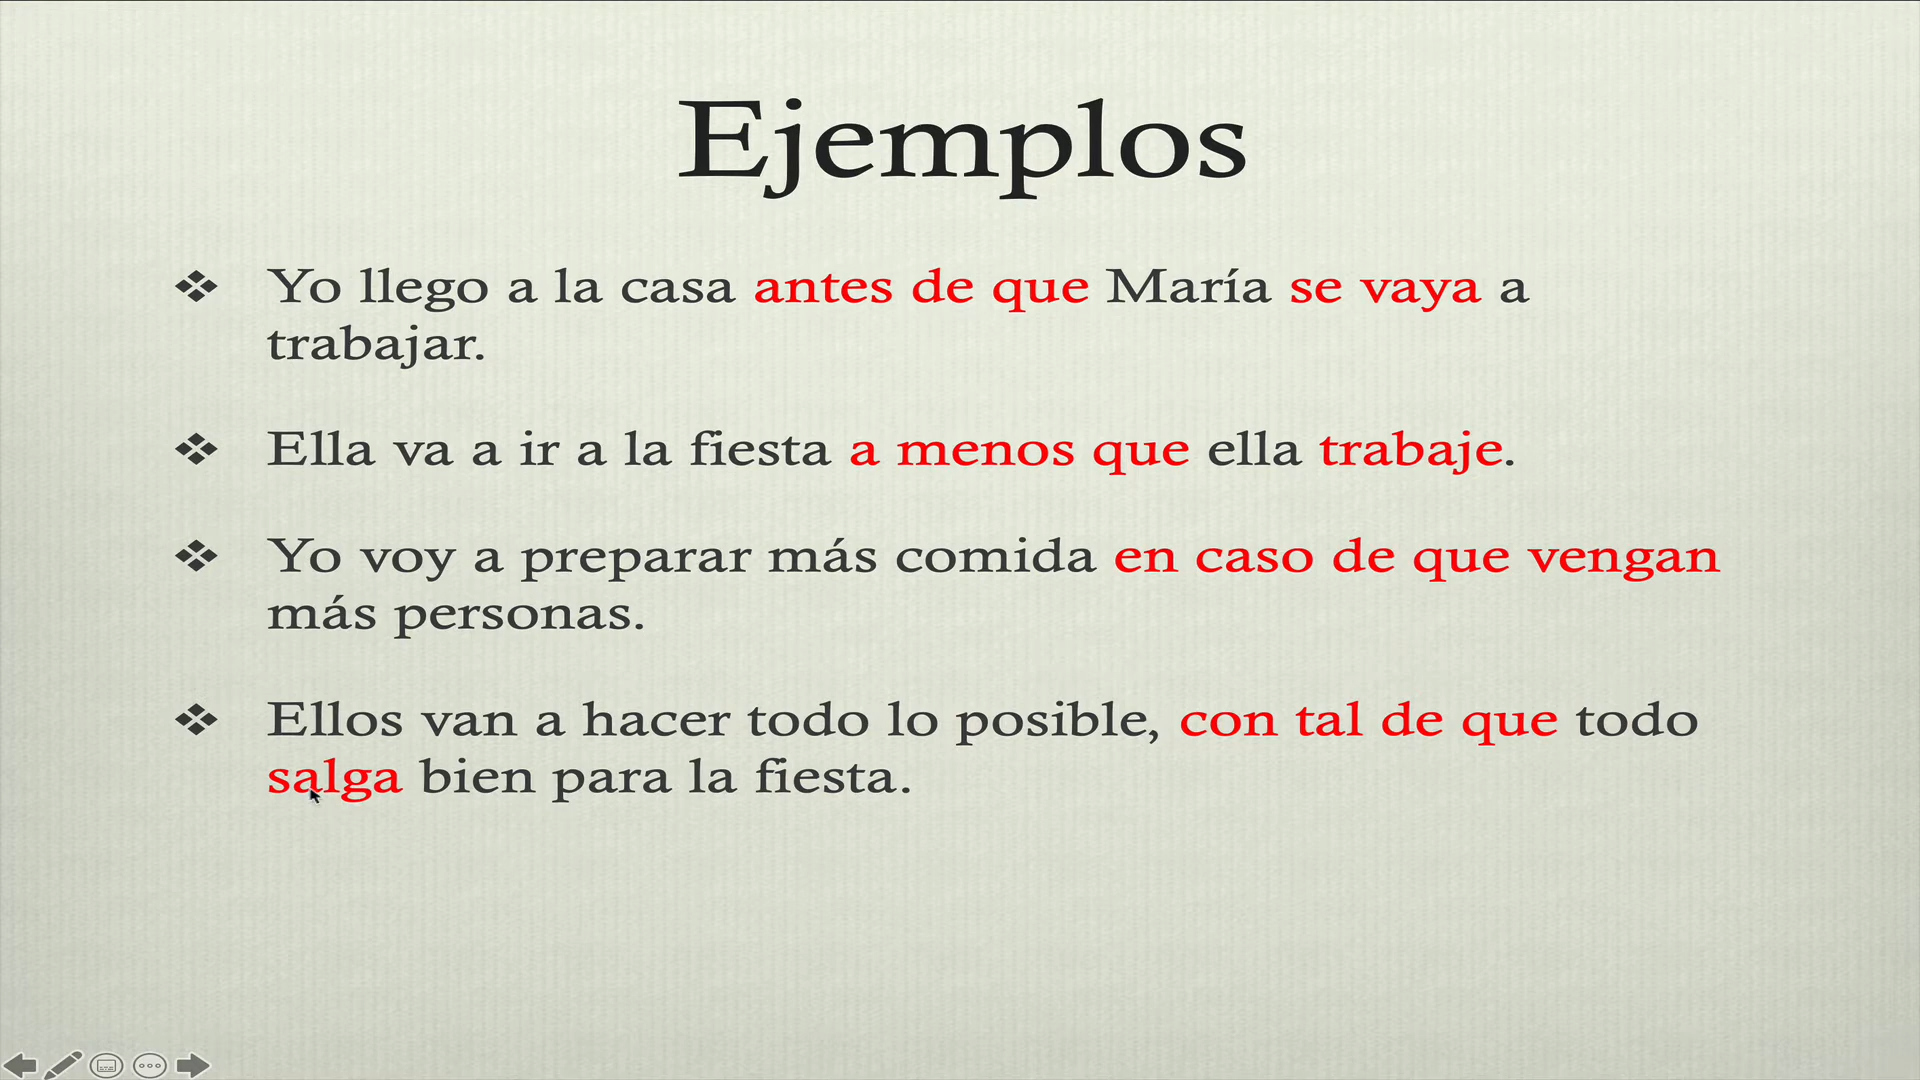 Ejemplos
Yo llego a la casa antes de que María se vaya a
trabajar.
Ella va a ir a la fiesta a menos que ella trabaje.
Yo voy a preparar más comida en caso de que vengan
más personas.
Ellos van a hacer todo lo posible, con tal de que todo
salga bien para la fiesta.